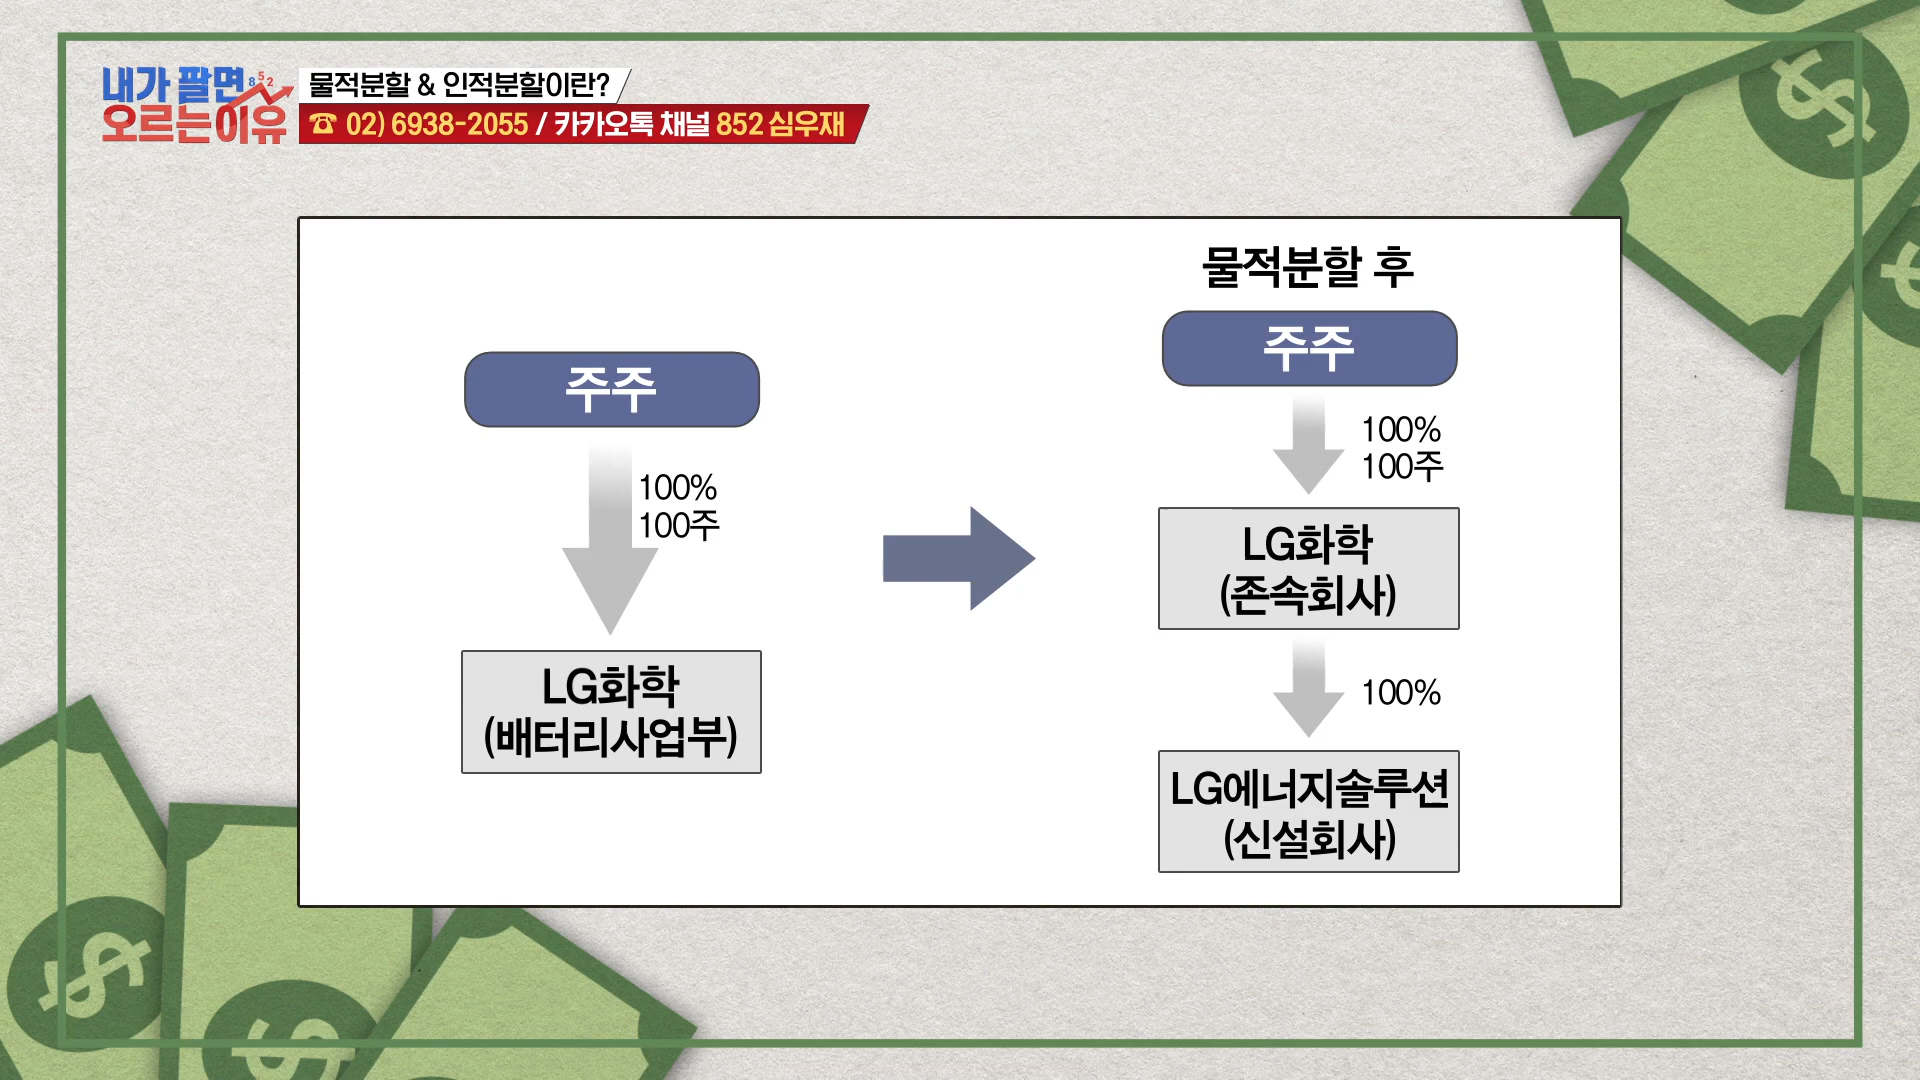 내가 팔면 852
오르는이유
물적분할 & 인적분할이란?
☎ 02) 6938-2055 / 카카오톡 채널 852 심우재
주주
100%
100주
LG화학
(배터리사업부)
물적분할 후
주주
100%
100주
LG화학
(존속회사)
100%
LG에너지솔루션
(신설회사)
$
$
$
$
$